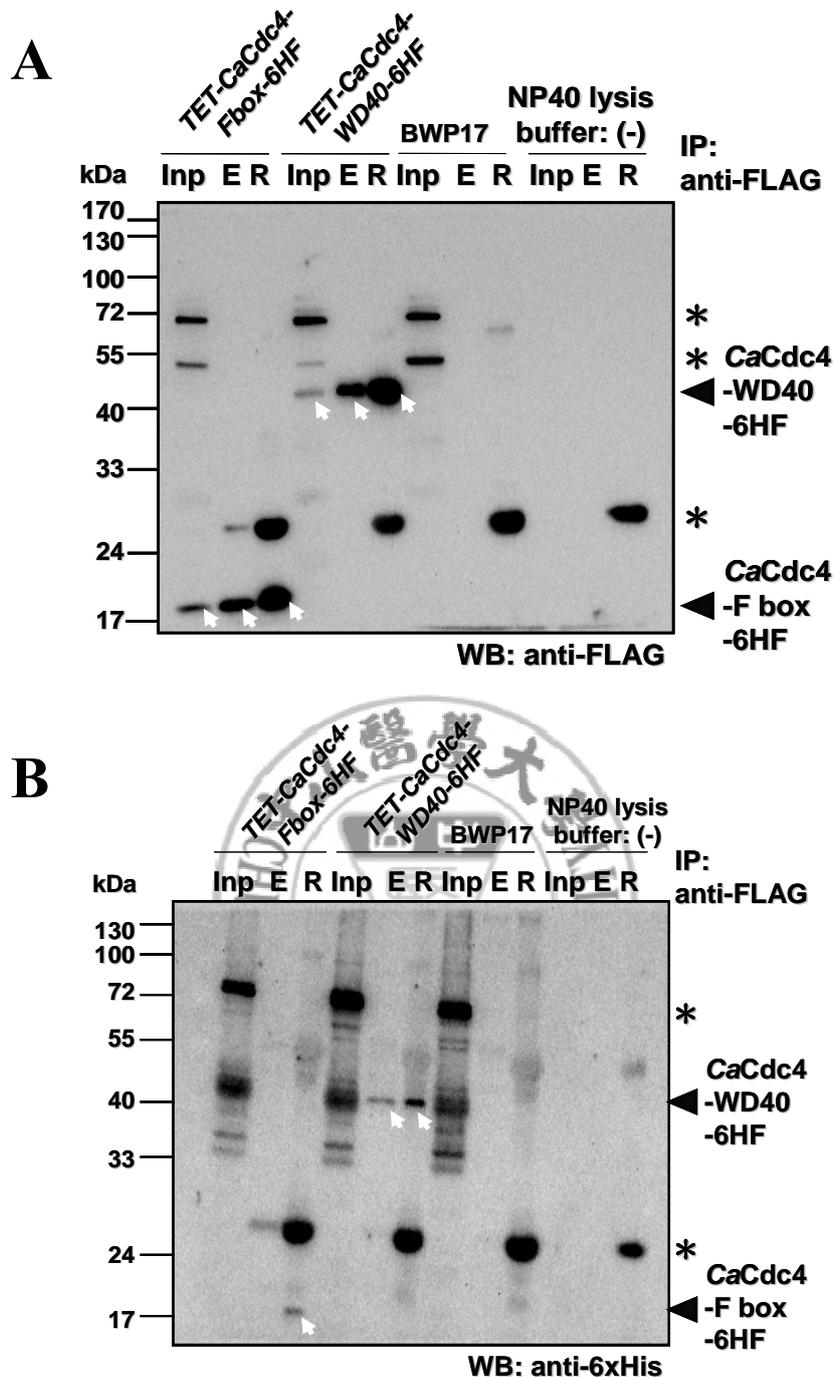 A
TET-CaCdc4-
Fbox-6HF
TET-CaCdc4-
WD40-6HF
BWP17
NP40 lysis
buffer: (-)
IP:
anti-FLAG
kDa
Inp E R Inp E R Inp E R Inp E R
170
130
100
72
55
40
33
24
17
*
* CaCdc4
-WD40
-6HF
*
CaCdc4
-F box
-6HF
WB: anti-FLAG
B
TET-CaCdc4-
Fbox-6HF
TET-CaCdc4-
WD40-6HF
BWP17
NP40 lysis
buffer: (-)
IP:
anti-FLAG
kDa
Inp E R Inp E R Inp E R Inp E R
130
100
72
55
40
33
24
17
*
CaCdc4
-WD40
-6HF
*
CaCdc4
-F box
-6HF
WB: anti-6xHis
醫學大